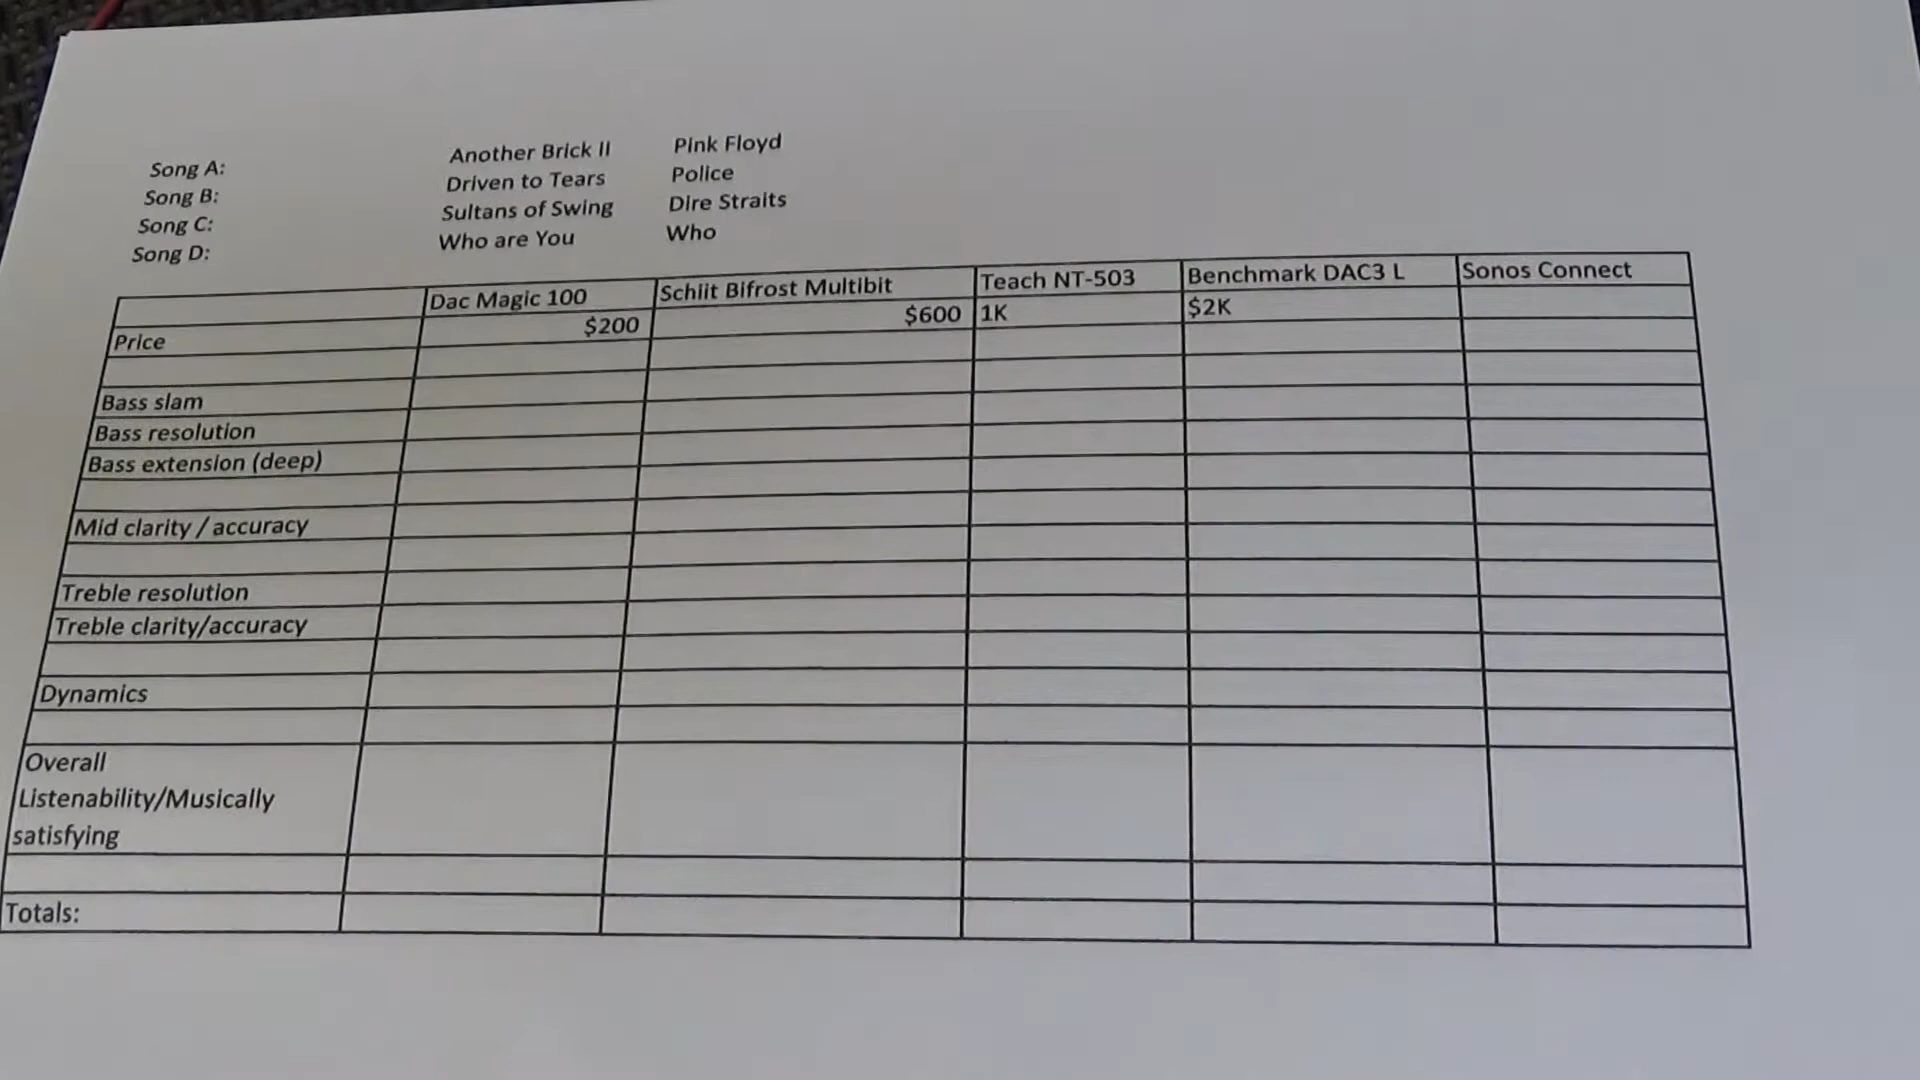 Song A: Another Brick II Pink Floyd
Song B: Driven to Tears Police
Song C: Sultans of Swing Dire Straits
Song D: Who are You Who
Dac Magic 100 Schiit Bifrost Multibit Teach NT-503 Benchmark DAC3 L Sonos Connect
Price $200 $600 1K $2K
Bass slam
Bass resolution
Bass extension (deep)
Mid clarity / accuracy
Treble resolution
Treble clarity/accuracy
Dynamics
Overall
Listenability/Musically
satisfying
Totals: